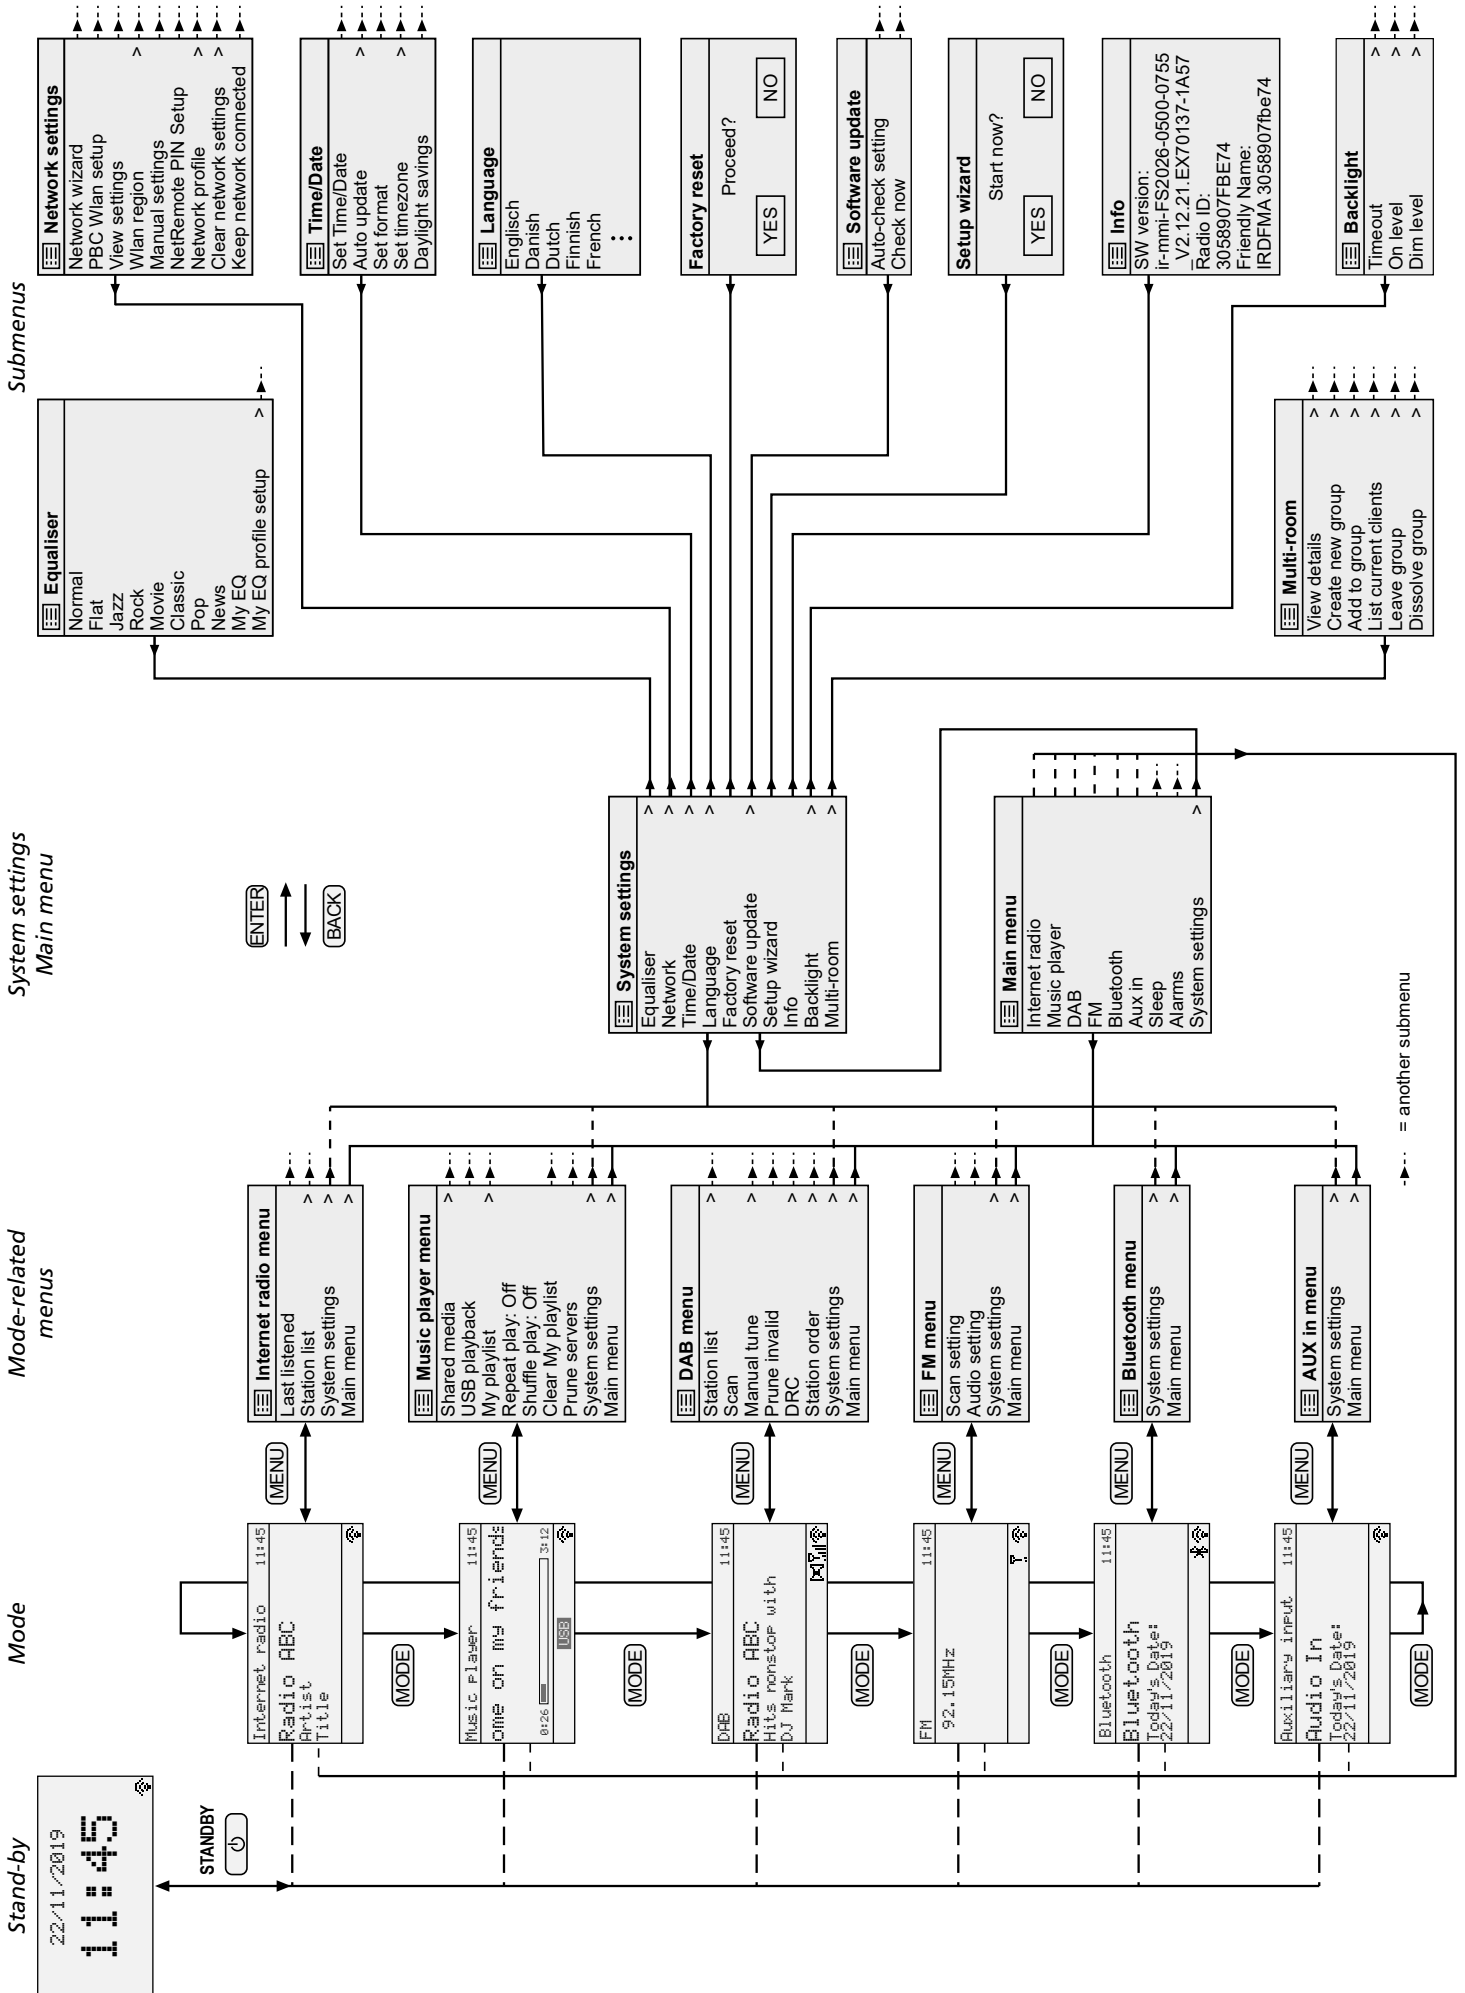 Stand-by
Mode
Mode-related
menus
System settings
Main menu
Submenus
22/11/2019
11:45
STANDBY
Internet radio 11:45
Radio ABC
Artist
Title
MODE
Music Player 11:45
ome on my friends
0:26 3:12
USB
MODE
DAB 11:45
Radio ABC
Hits nonstop with
DJ Mark
MODE
FM 11:45
92.15MHz
MODE
Bluetooth 11:45
Bluetooth
Today's Date:
22/11/2019
MODE
Auxiliary input 11:45
Audio In
Today's Date:
22/11/2019
MODE
MENU
Internet radio menu
Last listened
Station list >
System settings >
Main menu >
MENU
Music player menu
Shared media >
USB playback
My playlist >
Repeat play: Off
Shuffle play: Off
Clear My playlist
Prune servers
System settings >
Main menu >
MENU
DAB menu
Station list >
Scan
Manual tune >
Prune invalid
DRC >
Station order >
System settings >
Main menu >
MENU
FM menu
Scan setting
Audio setting
System settings >
Main menu >
MENU
Bluetooth menu
System settings >
Main menu >
MENU
AUX in menu
System settings >
Main menu >
= another submenu
ENTER
BACK
System settings
Equaliser >
Network >
Time/Date >
Language >
Factory reset
Software update >
Setup wizard
Info
Backlight >
Multi-room >
Main menu
Internet radio
Music player
DAB
FM
Bluetooth
Aux in
Sleep
Alarms
System settings >
Equaliser
Normal
Flat
Jazz
Rock
Movie
Classic
Pop
News
My EQ
My EQ profile setup >
Multi-room
View details >
Create new group >
Add to group >
List current clients >
Leave group >
Dissolve group >
Network settings
Network wizard
PBC Wlan setup
View settings
Wlan region >
Manual settings
NetRemote PIN Setup
Network profile >
Clear network settings >
Keep network connected
Time/Date
Set Time/Date
Auto update >
Set format
Set timezone >
Daylight savings
Language
Englisch
Danish
Dutch
Finnish
French
⋮
Factory reset
Proceed?
YES NO
Software update
Auto-check setting
Check now
Setup wizard
Start now?
YES NO
Info
SW version:
ir-mmi-FS2026-0500-0755
_V2.12.21.EX70137-1A57
Radio ID:
3058907FBE74
Friendly Name:
IRDFMA 3058907fbe74
Backlight
Timeout >
On level >
Dim level >